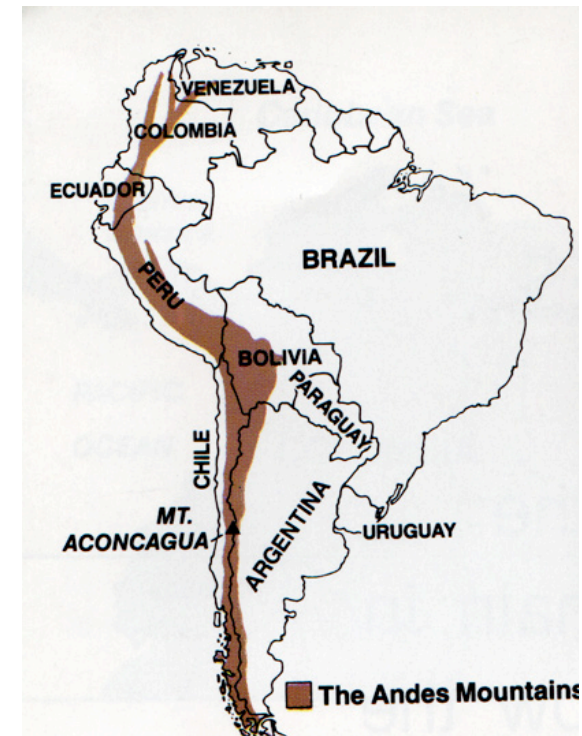 VENEZUELA
COLOMBIA
ECUADOR
BRAZIL
PERU
BOLIVIA
PARAGUAY
CHILE
MT.
ACONCAGUA
ARGENTINA
URUGUAY
The Andes Mountains